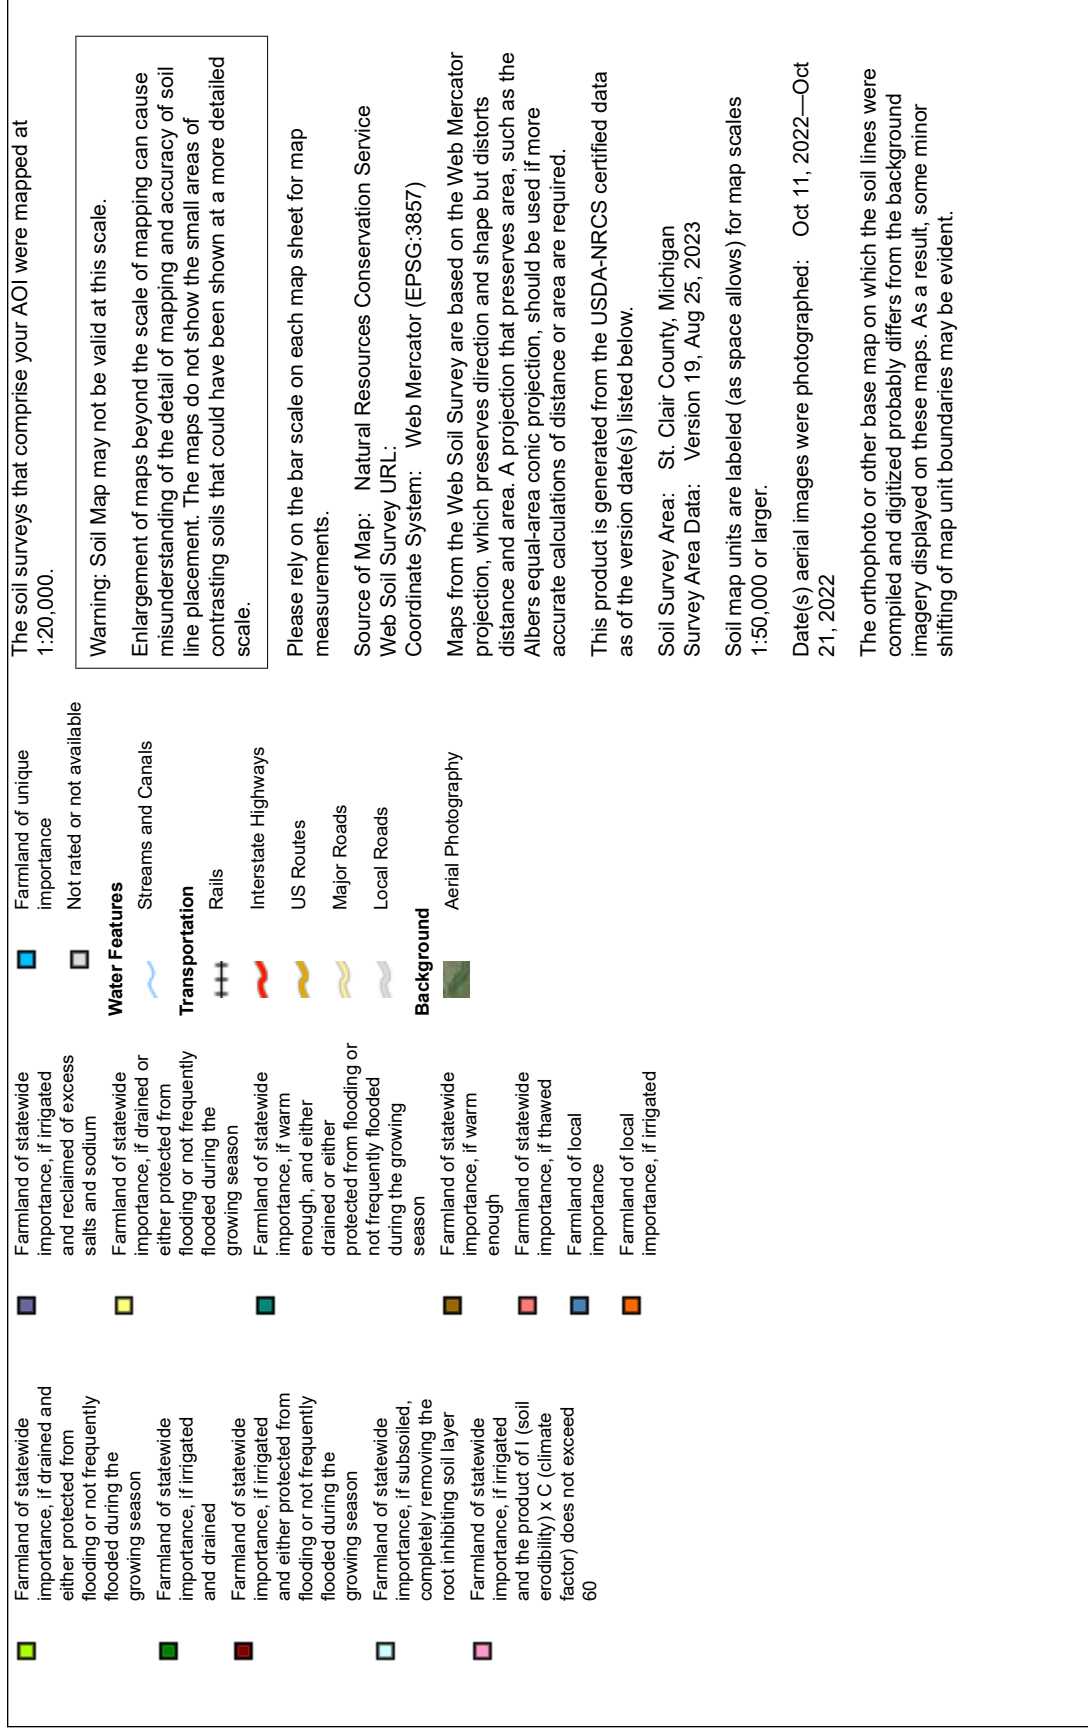 Farmland of statewide
importance, if drained and
either protected from
flooding or not frequently
flooded during the
growing season
Farmland of statewide
importance, if irrigated
and drained
Farmland of statewide
importance, if irrigated
and either protected from
flooding or not frequently
flooded during the
growing season
Farmland of statewide
importance, if subsoiled,
completely removing the
root inhibiting soil layer
Farmland of statewide
importance, if irrigated
and the product of I (soil
erodibility) x C (climate
factor) does not exceed
60
Farmland of statewide
importance, if irrigated
and reclaimed of excess
salts and sodium
Farmland of statewide
importance, if drained or
either protected from
flooding or not frequently
flooded during the
growing season
Farmland of statewide
importance, if warm
enough, and either
drained or either
protected from flooding or
not frequently flooded
during the growing
season
Farmland of statewide
importance, if warm
enough
Farmland of statewide
importance, if thawed
Farmland of local
importance
Farmland of local
importance, if irrigated
Farmland of unique
importance
Not rated or not available
Water Features
Streams and Canals
Transportation
Rails
Interstate Highways
US Routes
Major Roads
Local Roads
Background
Aerial Photography
The soil surveys that comprise your AOI were mapped at
1:20,000.
Warning: Soil Map may not be valid at this scale.
Enlargement of maps beyond the scale of mapping can cause
misunderstanding of the detail of mapping and accuracy of soil
line placement. The maps do not show the small areas of
contrasting soils that could have been shown at a more detailed
scale.
Please rely on the bar scale on each map sheet for map
measurements.
Source of Map: Natural Resources Conservation Service
Web Soil Survey URL:
Coordinate System: Web Mercator (EPSG:3857)
Maps from the Web Soil Survey are based on the Web Mercator
projection, which preserves direction and shape but distorts
distance and area. A projection that preserves area, such as the
Albers equal-area conic projection, should be used if more
accurate calculations of distance or area are required.
This product is generated from the USDA-NRCS certified data
as of the version date(s) listed below.
Soil Survey Area: St. Clair County, Michigan
Survey Area Data: Version 19, Aug 25, 2023
Soil map units are labeled (as space allows) for map scales
1:50,000 or larger.
Date(s) aerial images were photographed: Oct 11, 2022—Oct
21, 2022
The orthophoto or other base map on which the soil lines were
compiled and digitized probably differs from the background
imagery displayed on these maps. As a result, some minor
shifting of map unit boundaries may be evident.